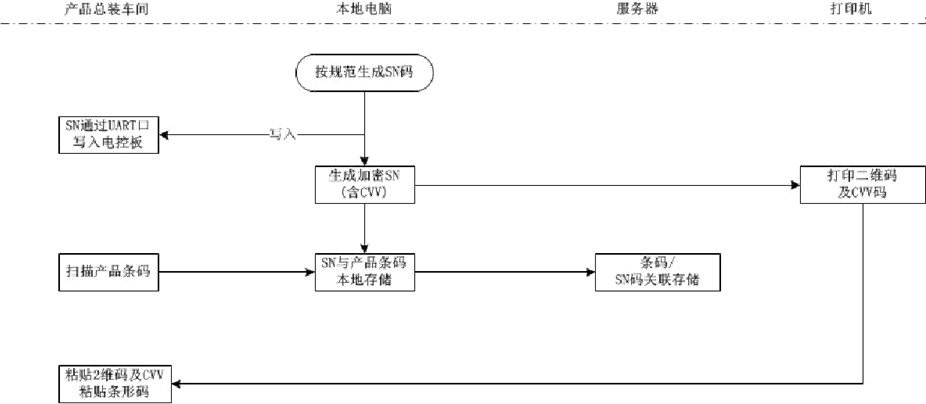 产品总装车间
本地电脑
服务器
打印机
按规范生成SN码
SN通过UART口
写入电控板
写入
生成加密SN
(含CVV)
打印二维码
及CVV码
扫描产品条码
SN与产品条码
本地存储
条码/
SN码关联存储
粘贴2维码及CVV
粘贴条形码